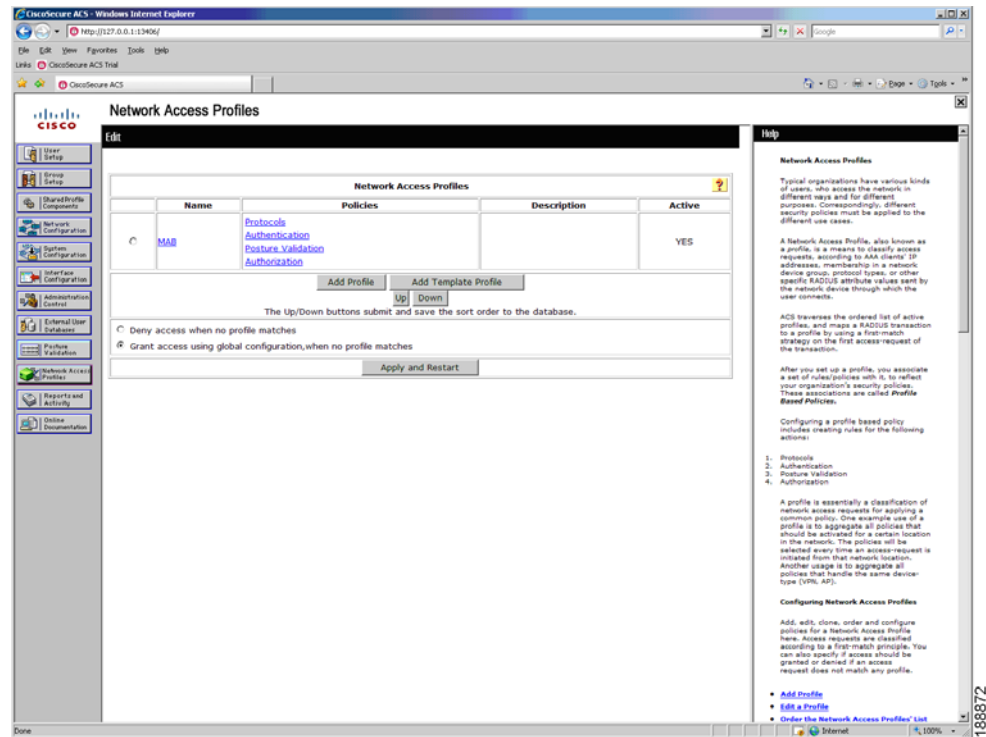 CiscoSecure ACS - Windows Internet Explorer
http://127.0.0.1:13406/
Google
File Edit View Favorites Tools Help
Links CiscoSecure ACS Trial
CiscoSecure ACS
Page
Tools
CISCO
Network Access Profiles
User Setup
Group Setup
Shared Profile Components
Network Configuration
System Configuration
Interface Configuration
Administration Control
External User Databases
Posture Validation
Network Access Profiles
Reports and Activity
Online Documentation
Edit
Network Access Profiles
?
Name Policies Description Active
MAB
Protocols
Authentication
Posture Validation
Authorization
YES
Add Profile Add Template Profile
Up Down
The Up/Down buttons submit and save the sort order to the database.
Deny access when no profile matches
Grant access using global configuration,when no profile matches
Apply and Restart
Help
Network Access Profiles
Typical organizations have various kinds
of users, who access the network in
different ways and for different
purposes. Correspondingly, different
security policies must be applied to the
different use cases.
A Network Access Profile, also known as
a profile, is a means to classify access
requests, according to AAA clients' IP
addresses, membership in a network
device group, protocol types, or other
specific RADIUS attribute values sent by
the network device through which the
user connects.
ACS traverses the ordered list of active
profiles, and maps a RADIUS transaction
to a profile by using a first-match
strategy on the first access-request of
the transaction.
After you set up a profile, you associate
a set of rules/policies with it, to reflect
your organization's security policies.
These associations are called Profile
Based Policies.
Configuring a profile based policy
includes creating rules for the following
actions:
1. Protocols
2. Authentication
3. Posture Validation
4. Authorization
A profile is essentially a classification of
network access requests for applying a
common policy. One example use of a
profile is to aggregate all policies that
should be activated for a certain location
in the network. The policies will be
selected every time an access-request is
initiated from that network location.
Another usage is to aggregate all
policies that handle the same device-
type (VPN, AP).
Configuring Network Access Profiles
Add, edit, clone, order and configure
policies for a Network Access Profile
here. Access requests are classified
according to a first-match principle. You
can also specify if access should be
granted or denied if an access
request does not match any profile.
Add Profile
Edit a Profile
Order the Network Access Profiles' List
Done
Internet
100%
188872